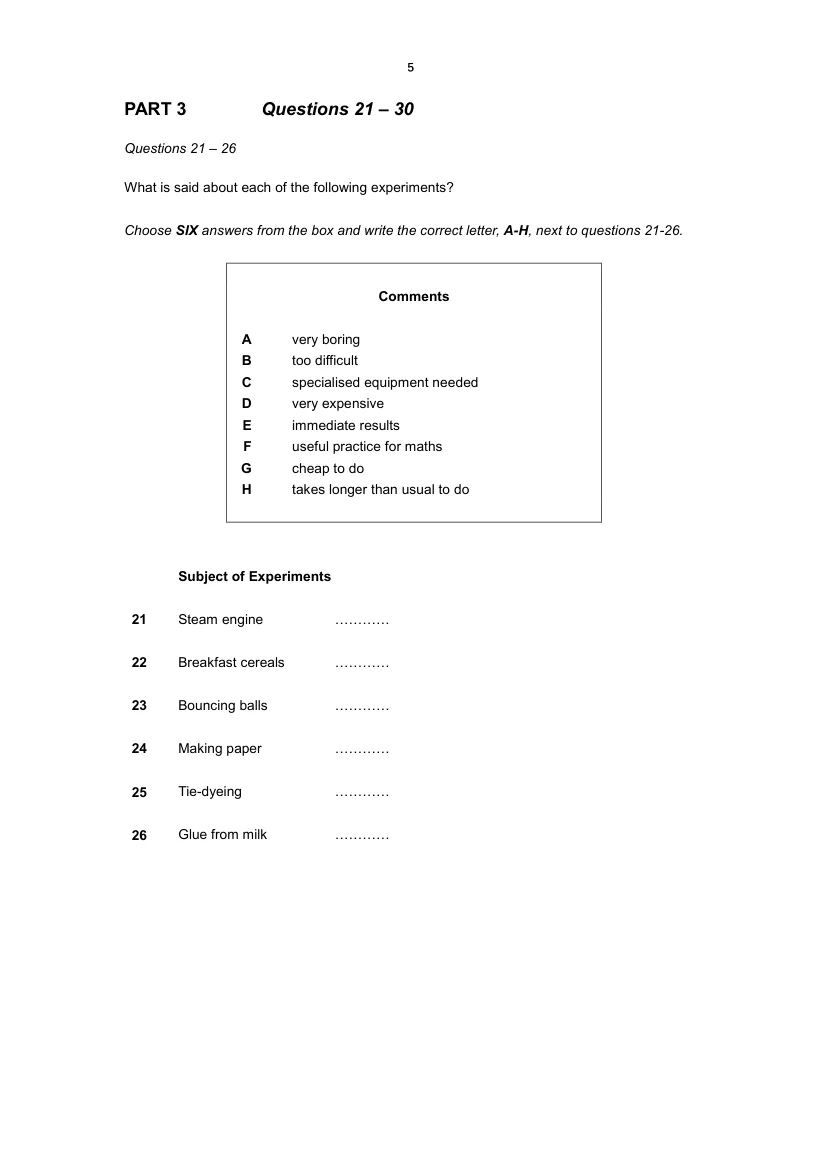 5
PART 3 Questions 21 – 30
Questions 21 – 26
What is said about each of the following experiments?
Choose SIX answers from the box and write the correct letter, A-H, next to questions 21-26.
Comments
A very boring
B too difficult
C specialised equipment needed
D very expensive
E immediate results
F useful practice for maths
G cheap to do
H takes longer than usual to do
Subject of Experiments
21 Steam engine …………
22 Breakfast cereals …………
23 Bouncing balls …………
24 Making paper …………
25 Tie-dyeing …………
26 Glue from milk …………